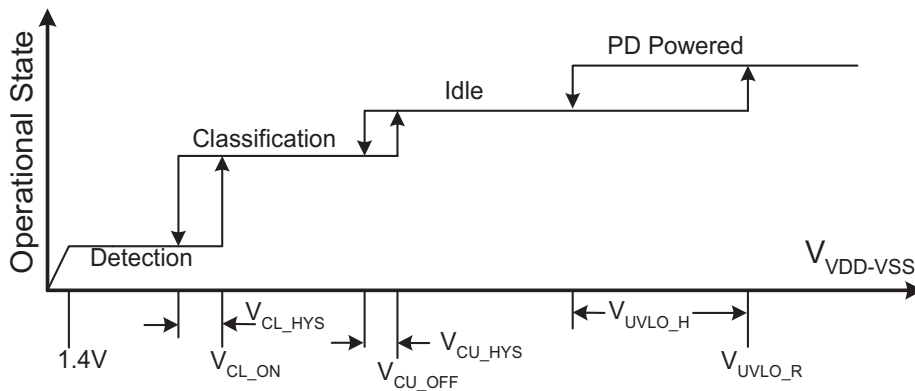 Operational State
PD Powered
Idle
Classification
Detection
V_VDD-VSS
V_CL_HYS
V_UVLO_H
V_CU_HYS
1.4V
V_CL_ON
V_CU_OFF
V_UVLO_R